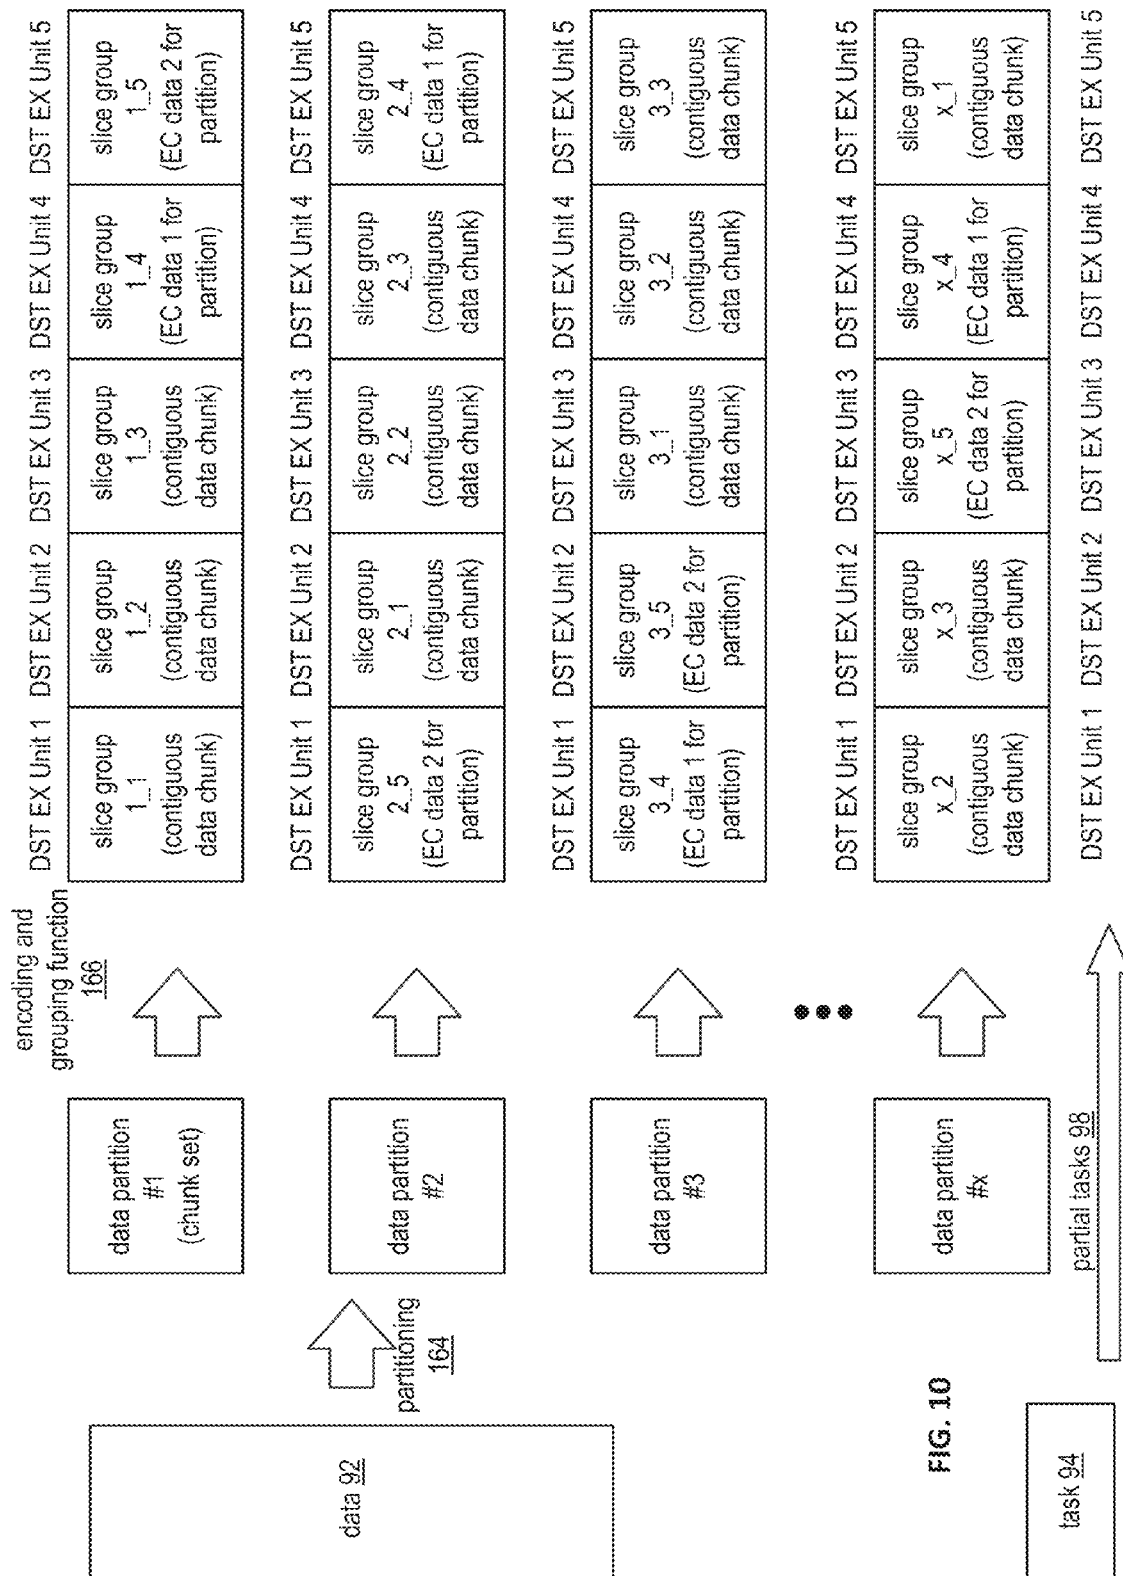 data 92
partitioning
164
data partition
#1
(chunk set)
data partition
#2
data partition
#3
data partition
#x
encoding and
grouping function
166
DST EX Unit 1 DST EX Unit 2 DST EX Unit 3 DST EX Unit 4 DST EX Unit 5
slice group
1_1
(contiguous
data chunk)
slice group
1_2
(contiguous
data chunk)
slice group
1_3
(contiguous
data chunk)
slice group
1_4
(EC data 1 for
partition)
slice group
1_5
(EC data 2 for
partition)
DST EX Unit 1 DST EX Unit 2 DST EX Unit 3 DST EX Unit 4 DST EX Unit 5
slice group
2_5
(EC data 2 for
partition)
slice group
2_1
(contiguous
data chunk)
slice group
2_2
(contiguous
data chunk)
slice group
2_3
(contiguous
data chunk)
slice group
2_4
(EC data 1 for
partition)
DST EX Unit 1 DST EX Unit 2 DST EX Unit 3 DST EX Unit 4 DST EX Unit 5
slice group
3_4
(EC data 1 for
partition)
slice group
3_5
(EC data 2 for
partition)
slice group
3_1
(contiguous
data chunk)
slice group
3_2
(contiguous
data chunk)
slice group
3_3
(contiguous
data chunk)
DST EX Unit 1 DST EX Unit 2 DST EX Unit 3 DST EX Unit 4 DST EX Unit 5
slice group
x_2
(contiguous
data chunk)
slice group
x_3
(contiguous
data chunk)
slice group
x_5
(EC data 2 for
partition)
slice group
x_4
(EC data 1 for
partition)
slice group
x_1
(contiguous
data chunk)
FIG. 10
task 94
partial tasks 98
DST EX Unit 1 DST EX Unit 2 DST EX Unit 3 DST EX Unit 4 DST EX Unit 5